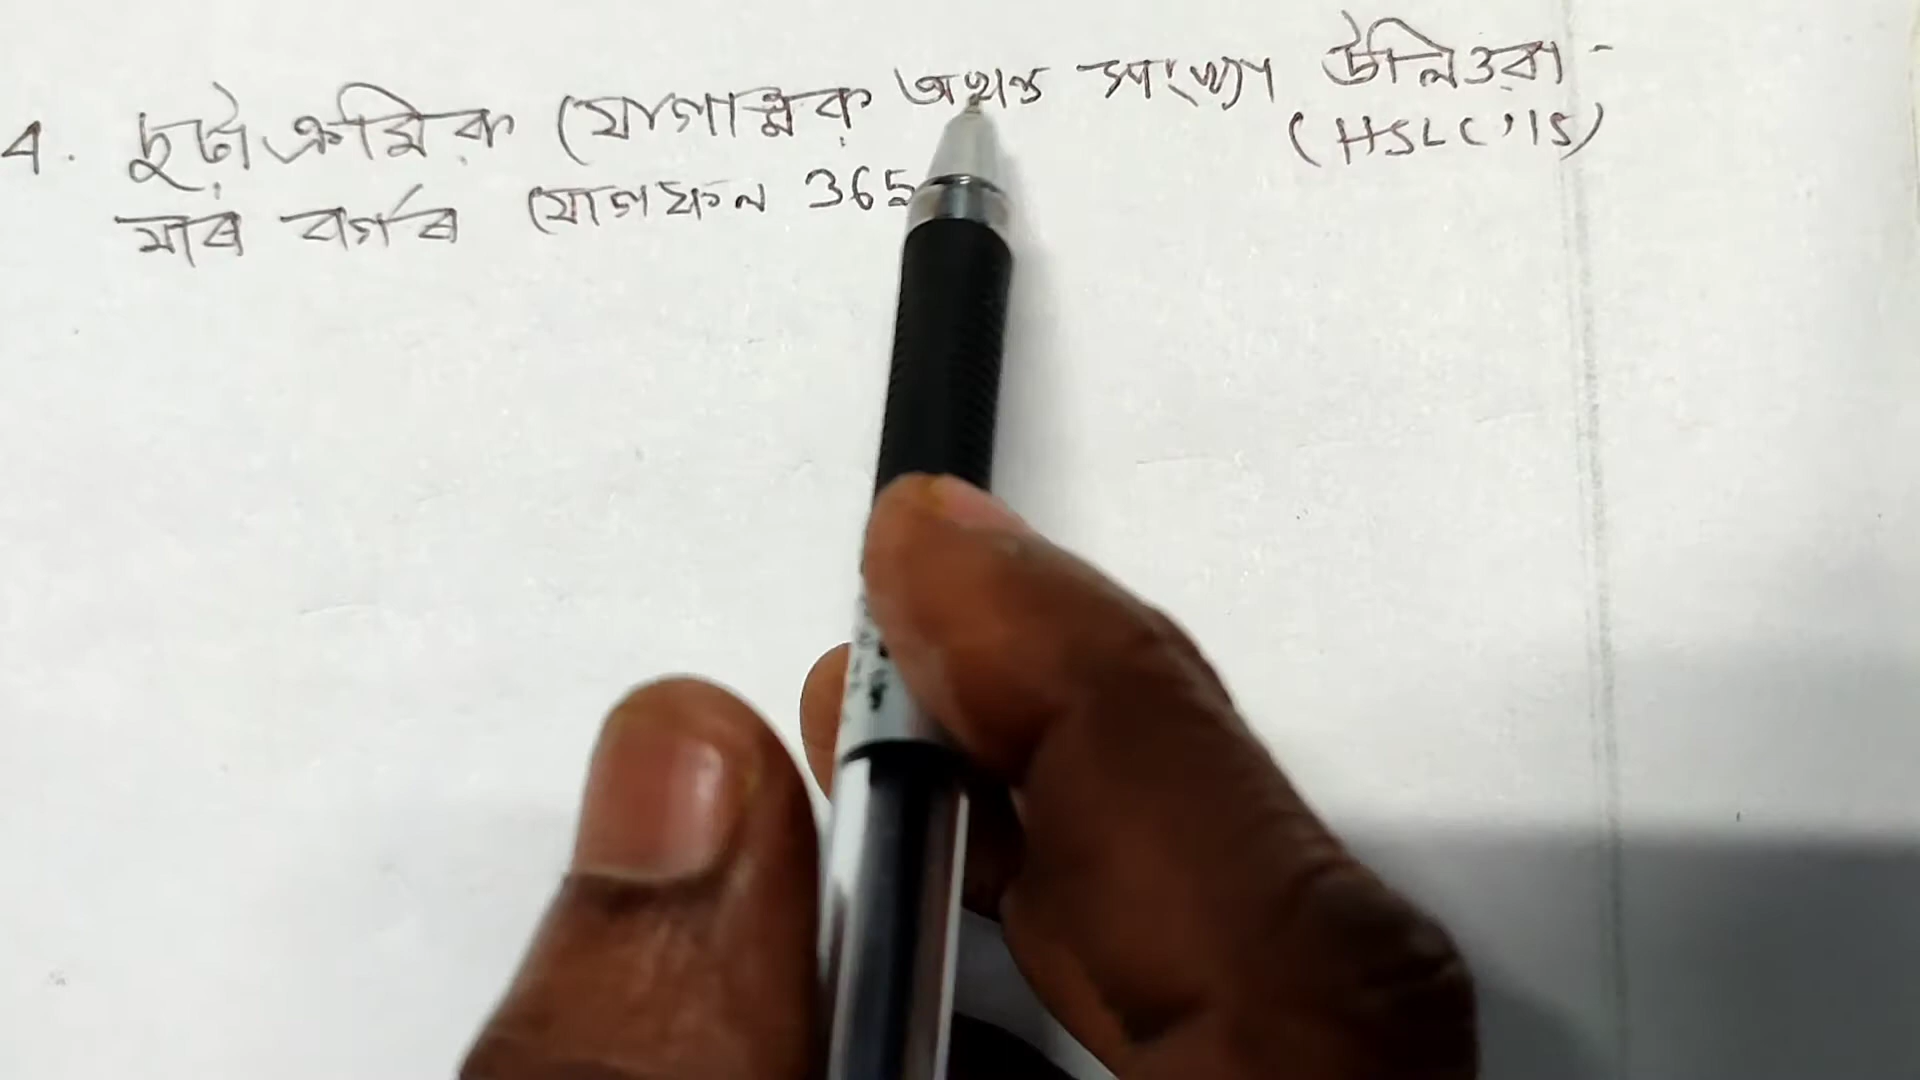 4. দুটা ক্ৰমিক যোগাত্মক অখণ্ড সংখ্যা উলিওৱা -
(HSLC '15)
যাৰ বৰ্গৰ যোগফল 365